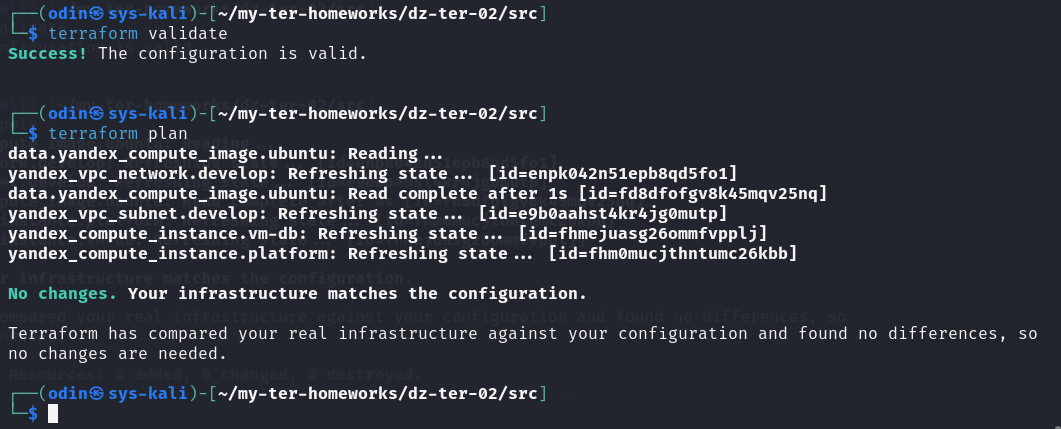 ┌──(odin㉿sys-kali)-[~/my-ter-homeworks/dz-ter-02/src]
└─$ terraform validate
Success! The configuration is valid.
┌──(odin㉿sys-kali)-[~/my-ter-homeworks/dz-ter-02/src]
└─$ terraform plan
data.yandex_compute_image.ubuntu: Reading...
yandex_vpc_network.develop: Refreshing state... [id=enpk042n51epb8qd5fo1]
data.yandex_compute_image.ubuntu: Read complete after 1s [id=fd8dfofgv8k45mqv25nq]
yandex_vpc_subnet.develop: Refreshing state... [id=e9b0aahst4kr4jg0mutp]
yandex_compute_instance.vm-db: Refreshing state... [id=fhmejuasg26ommfvpplj]
yandex_compute_instance.platform: Refreshing state... [id=fhm0mucjthntumc26kbb]
No changes. Your infrastructure matches the configuration.
Terraform has compared your real infrastructure against your configuration and found no differences, so
no changes are needed.
┌──(odin㉿sys-kali)-[~/my-ter-homeworks/dz-ter-02/src]
└─$